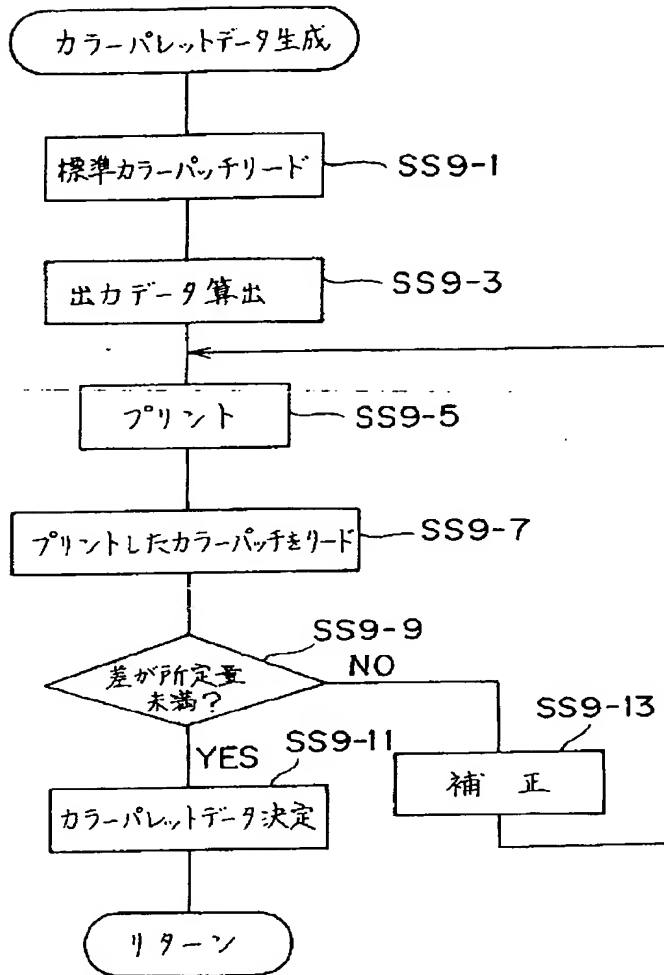 カラーパレットデータ生成
標準カラーパッチリード
SS9-1
出力データ算出
SS9-3
プリント
SS9-5
プリントしたカラーパッチをリード
SS9-7
差が所定量
未満?
SS9-9
NO
YES
SS9-11
カラーパレットデータ決定
SS9-13
補 正
リターン